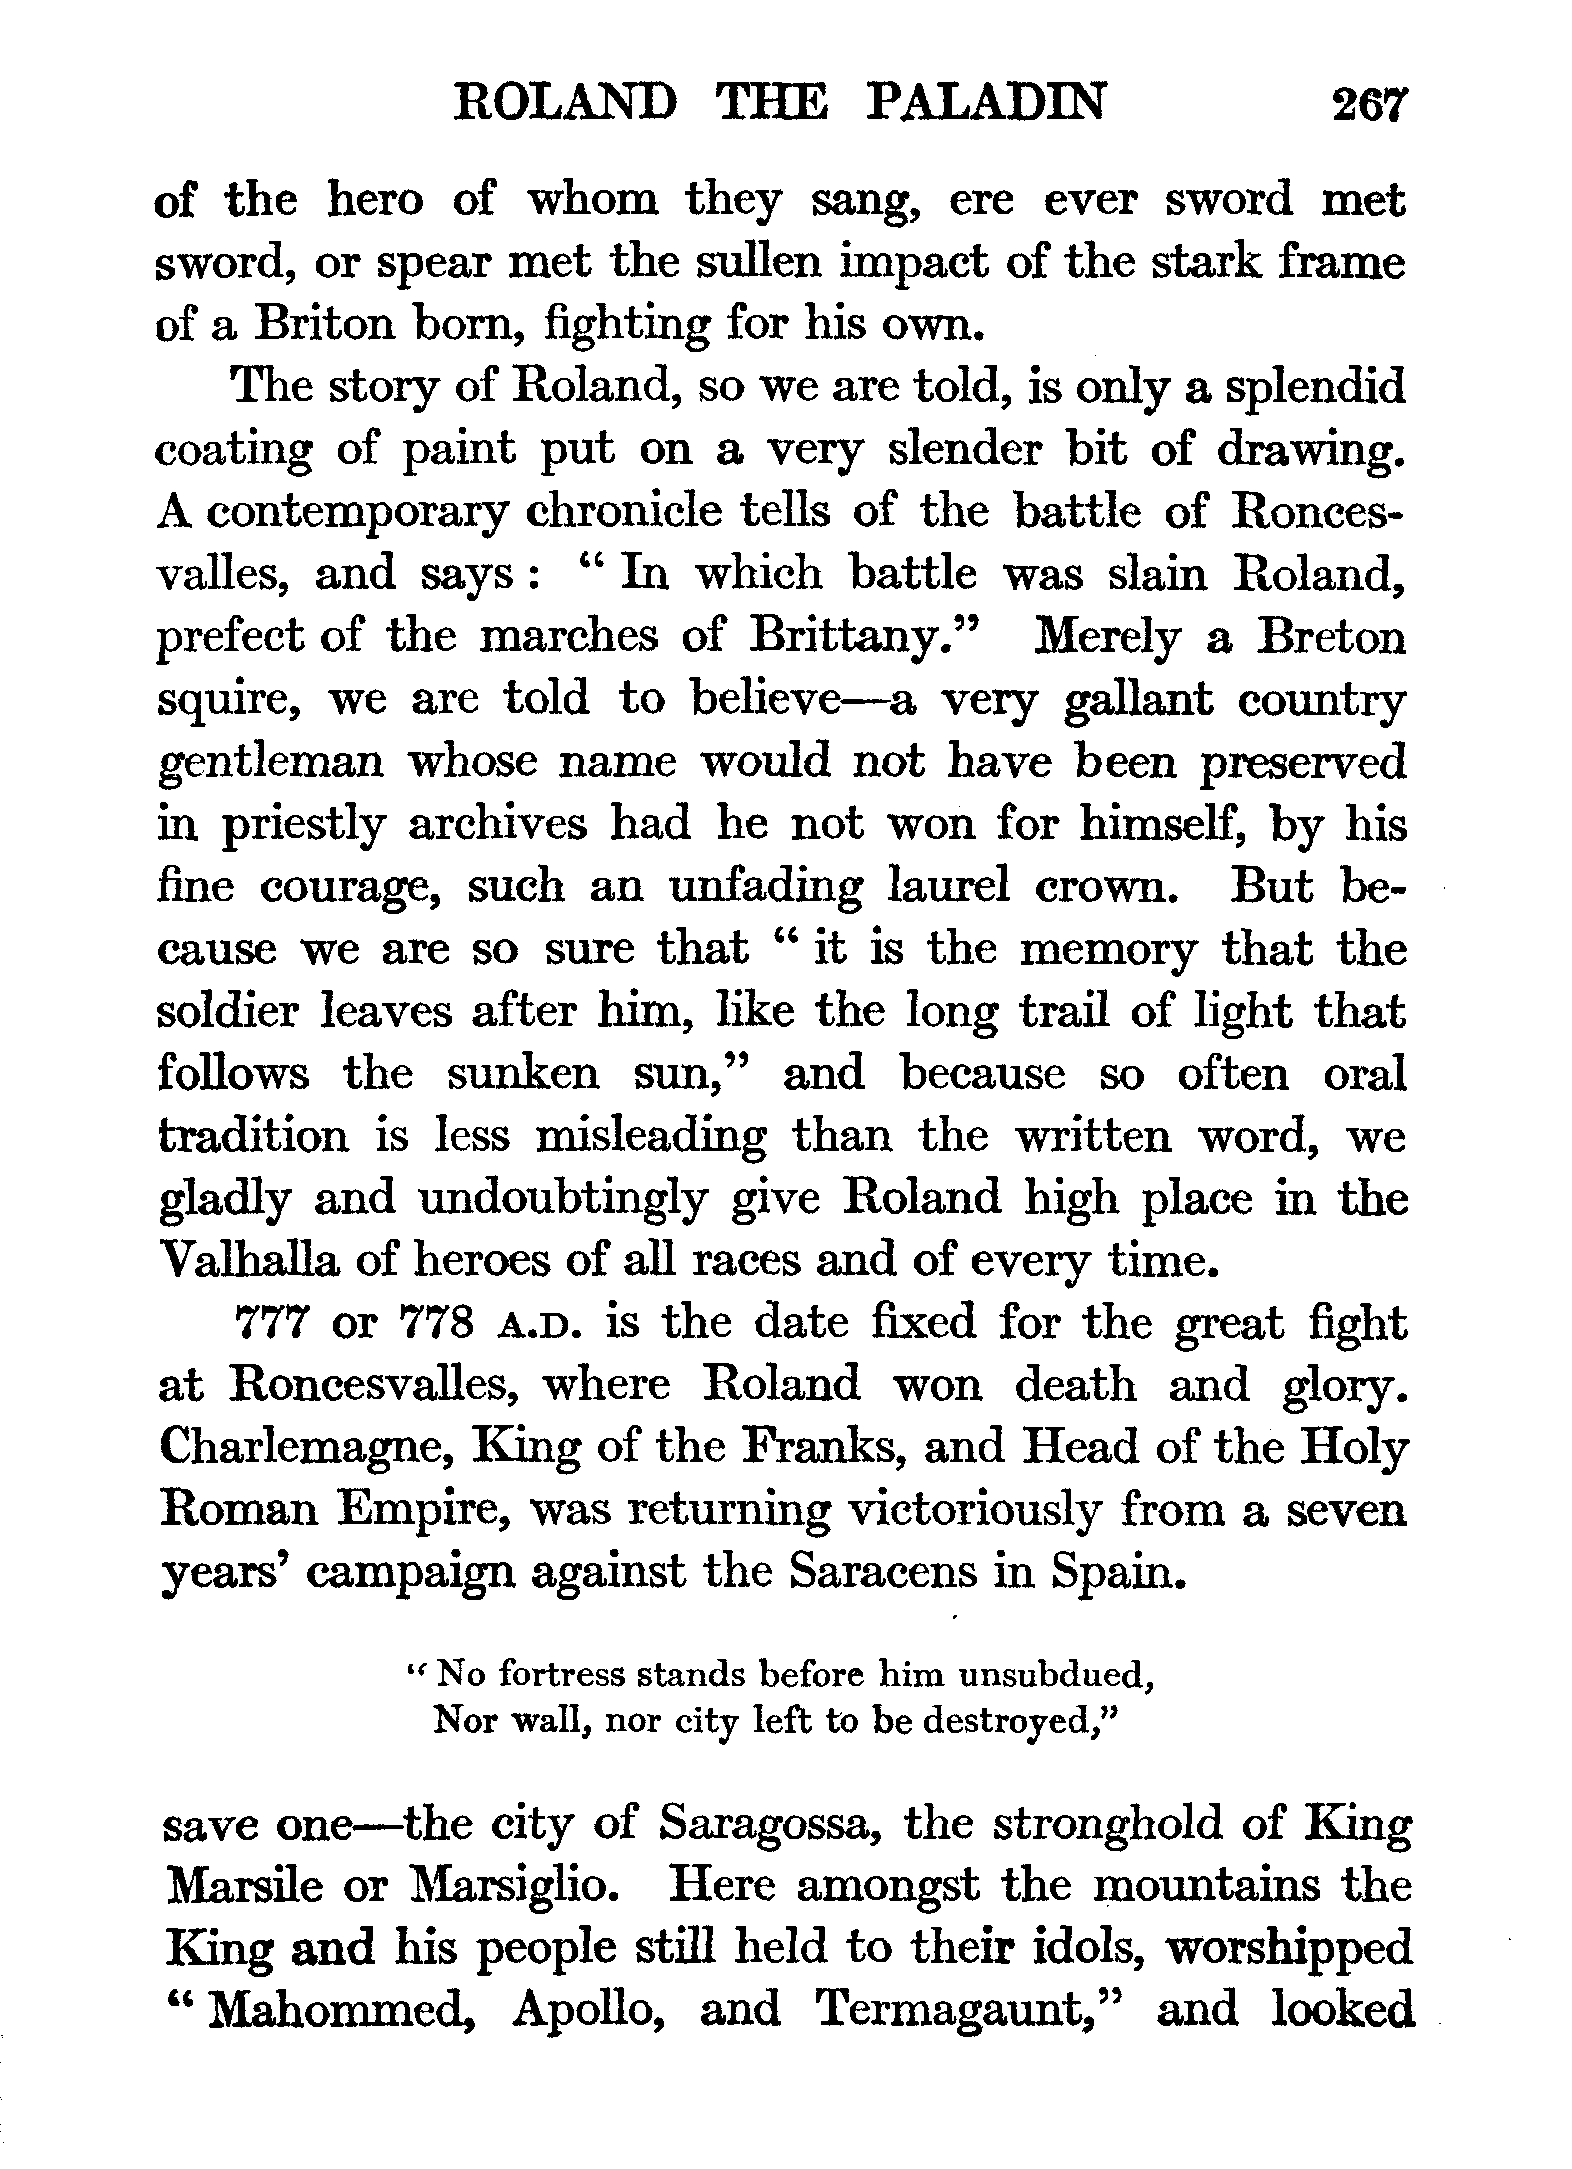 ROLAND THE PALADIN 267
of the hero of whom they sang, ere ever sword met
sword, or spear met the sullen impact of the stark frame
of a Briton born, fighting for his own.
The story of Roland, so we are told, is only a splendid
coating of paint put on a very slender bit of drawing.
A contemporary chronicle tells of the battle of Ronces-
valles, and says : “ In which battle was slain Roland,
prefect of the marches of Brittany.” Merely a Breton
squire, we are told to believe—a very gallant country
gentleman whose name would not have been preserved
in priestly archives had he not won for himself, by his
fine courage, such an unfading laurel crown. But be-
cause we are so sure that “ it is the memory that the
soldier leaves after him, like the long trail of light that
follows the sunken sun,” and because so often oral
tradition is less misleading than the written word, we
gladly and undoubtingly give Roland high place in the
Valhalla of heroes of all races and of every time.
777 or 778 A.D. is the date fixed for the great fight
at Roncesvalles, where Roland won death and glory.
Charlemagne, King of the Franks, and Head of the Holy
Roman Empire, was returning victoriously from a seven
years’ campaign against the Saracens in Spain.
“ No fortress stands before him unsubdued,
Nor wall, nor city left to be destroyed,”
save one—the city of Saragossa, the stronghold of King
Marsile or Marsiglio. Here amongst the mountains the
King and his people still held to their idols, worshipped
“ Mahommed, Apollo, and Termagaunt,” and looked